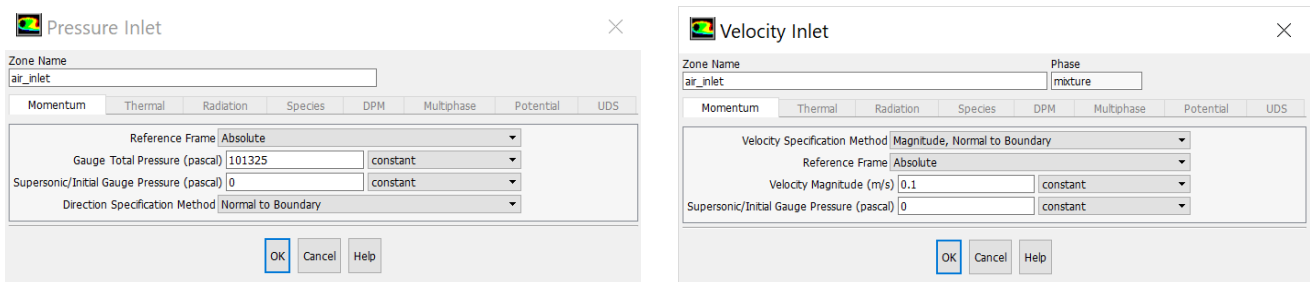 Pressure Inlet
Zone Name
air_inlet
Momentum Thermal Radiation Species DPM Multiphase Potential UDS
Reference Frame Absolute
Gauge Total Pressure (pascal) 101325 constant
Supersonic/Initial Gauge Pressure (pascal) 0 constant
Direction Specification Method Normal to Boundary
OK Cancel Help
Velocity Inlet
Zone Name Phase
air_inlet mixture
Momentum Thermal Radiation Species DPM Multiphase Potential UDS
Velocity Specification Method Magnitude, Normal to Boundary
Reference Frame Absolute
Velocity Magnitude (m/s) 0.1 constant
Supersonic/Initial Gauge Pressure (pascal) 0 constant
OK Cancel Help